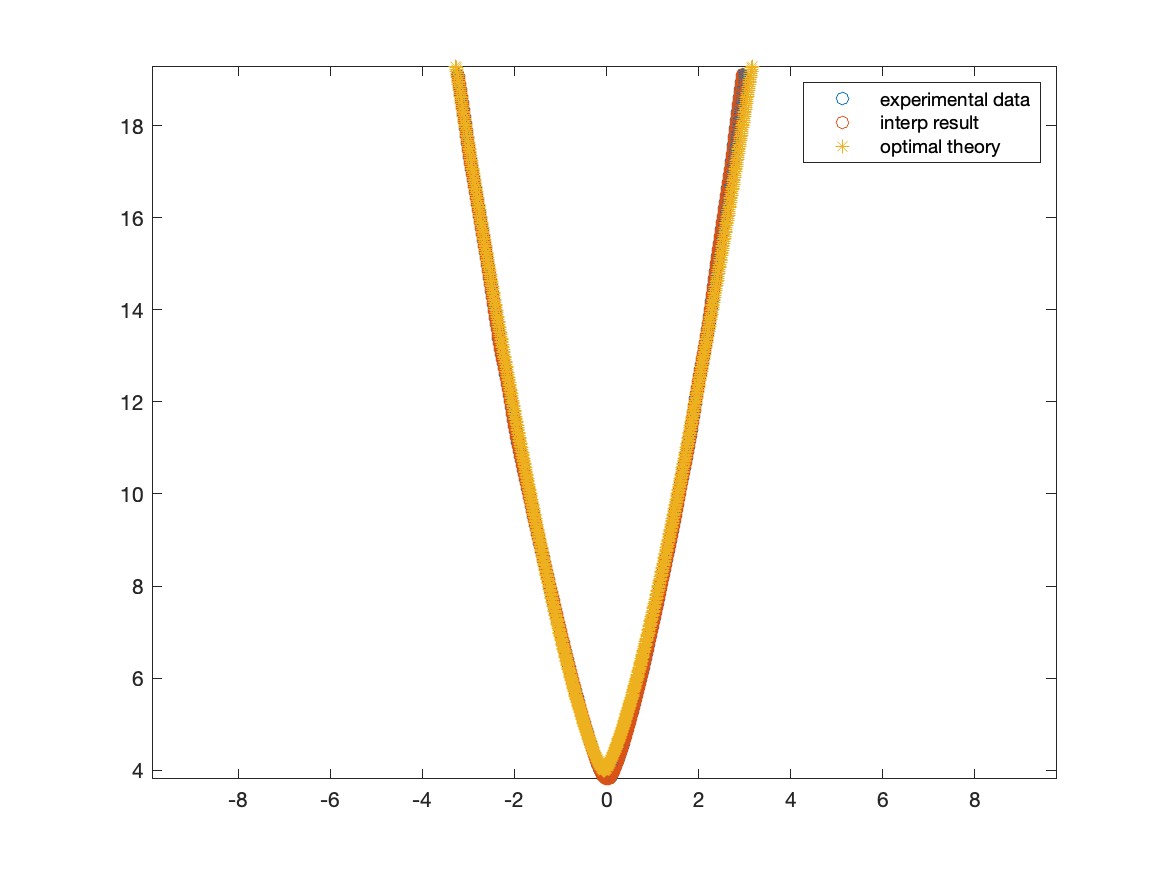 experimental data
interp result
optimal theory
18
16
14
12
10
8
6
4
-8 -6 -4 -2 0 2 4 6 8